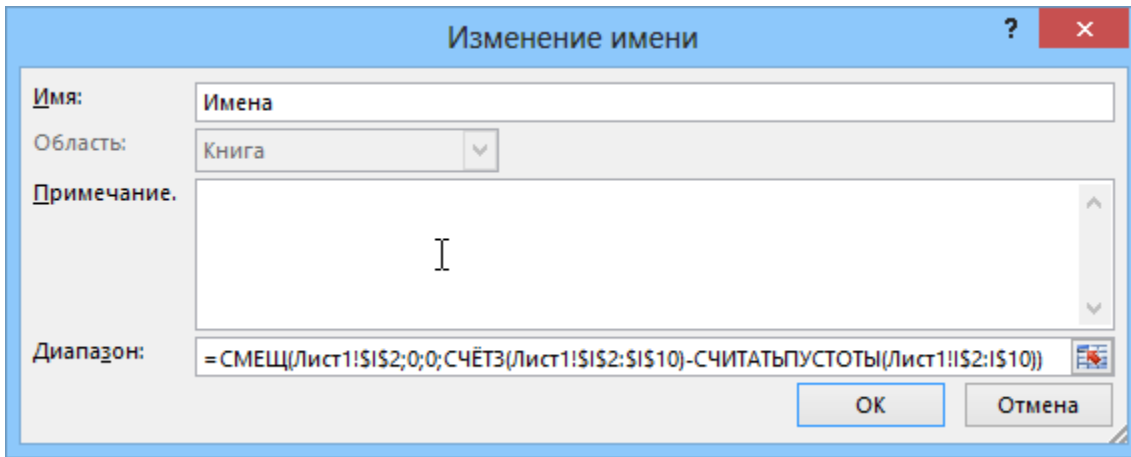 Изменение имени
?
Имя:
Имена
Область:
Книга
Примечание.
Диапазон:
=СМЕЩ(Лист1!$I$2;0;0;СЧЁТЗ(Лист1!$I$2:$I$10)-СЧИТАТЬПУСТОТЫ(Лист1!I$2:I$10))
ОК
Отмена